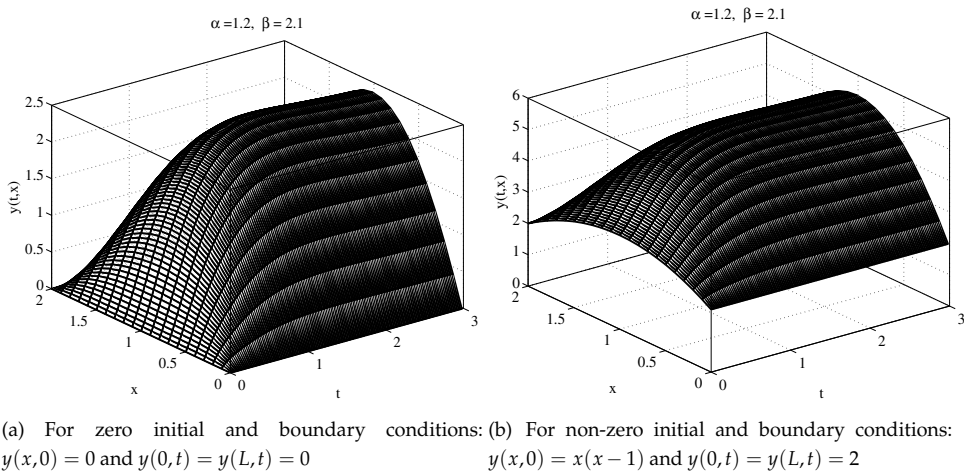 α =1.2, β = 2.1
2.5
2
1.5
1
0.5
0
y(t,x)
2
1.5
1
0.5
0
x
0
1
2
3
t
(a) For zero initial and boundary conditions:
y(x, 0) = 0 and y(0, t) = y(L, t) = 0
α =1.2, β = 2.1
6
5
4
3
2
1
0
y(t,x)
2
1.5
1
0.5
0
x
0
1
2
3
t
(b) For non-zero initial and boundary conditions:
y(x, 0) = x(x − 1) and y(0, t) = y(L, t) = 2